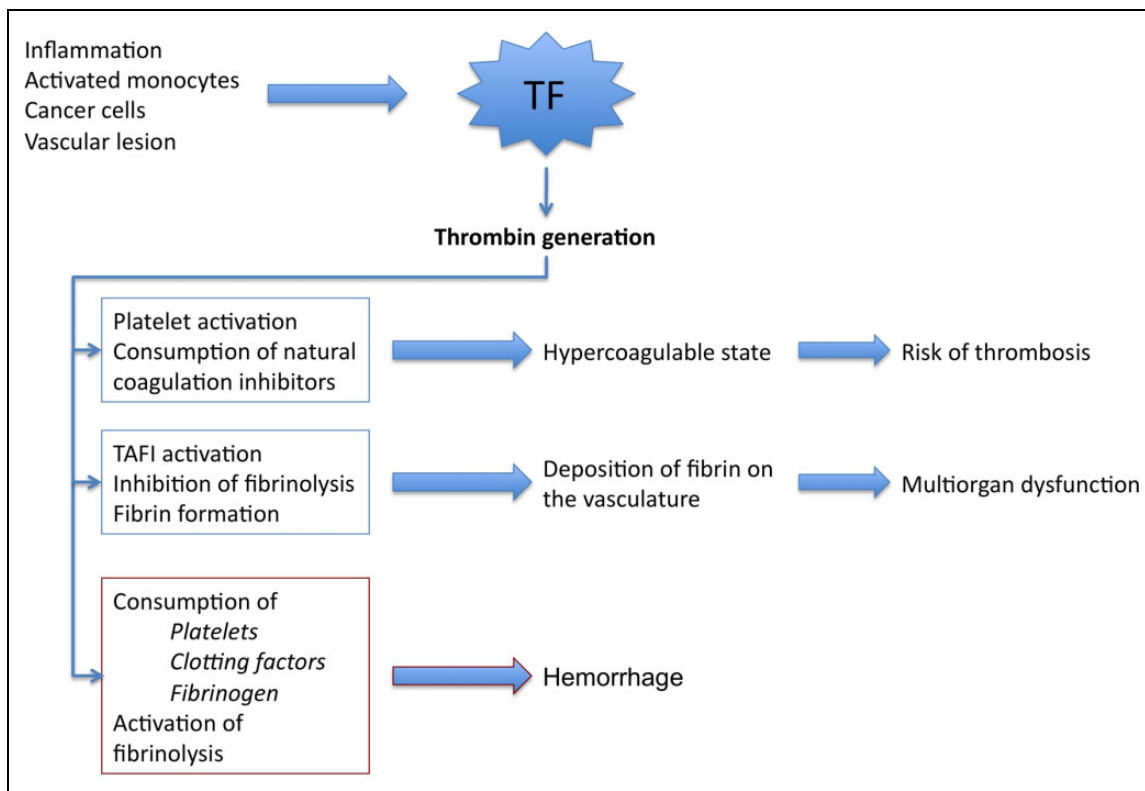 Inflammation
Activated monocytes
Cancer cells
Vascular lesion
TF
Thrombin generation
Platelet activation
Consumption of natural
coagulation inhibitors
Hypercoagulable state
Risk of thrombosis
TAFI activation
Inhibition of fibrinolysis
Fibrin formation
Deposition of fibrin on
the vasculature
Multiorgan dysfunction
Consumption of
Platelets
Clotting factors
Fibrinogen
Activation of
fibrinolysis
Hemorrhage